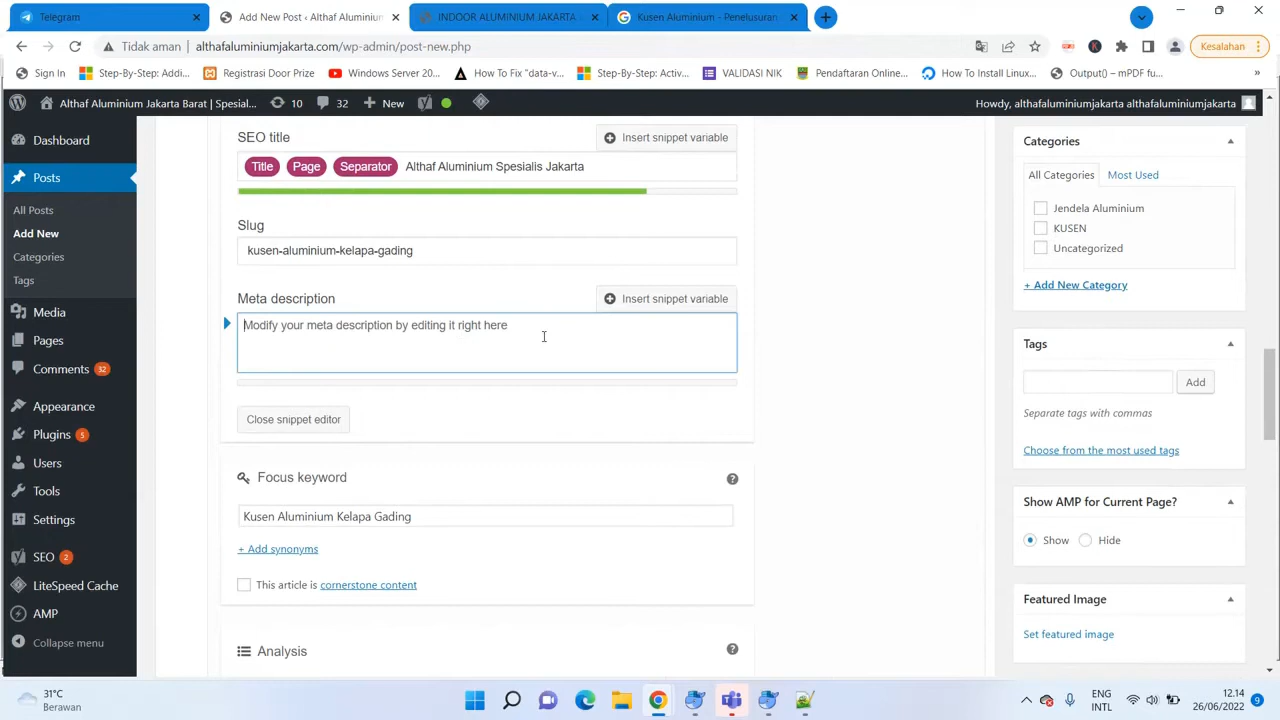 Telegram
Add New Post ‹ Althaf Aluminium
INDOOR ALUMINIUM JAKARTA
Kusen Aluminium - Penelusuran
Tidak aman
althafaluminiumjakarta.com/wp-admin/post-new.php
Kesalahan
Sign In
Step-By-Step: Addi...
Registrasi Door Priz...
Windows Server 20...
How To Fix "data-v...
Step-By-Step: Activ...
VALIDASI NIK
Pendaftaran Online...
How To Install Linux...
Output() – mPDF fu...
»
Althaf Aluminium Jakarta Barat | Spesial...
10
32
New
Howdy, althafaluminiumjakarta althafaluminiumjakarta
Dashboard
Posts
All Posts
Add New
Categories
Tags
Media
Pages
Comments 32
Appearance
Plugins 5
Users
Tools
Settings
SEO 2
LiteSpeed Cache
AMP
Collapse menu
SEO title
Insert snippet variable
Title Page Separator Althaf Aluminium Spesialis Jakarta
Slug
kusen-aluminium-kelapa-gading
Meta description
Insert snippet variable
Modify your meta description by editing it right here
Close snippet editor
Focus keyword
Kusen Aluminium Kelapa Gading
+ Add synonyms
This article is cornerstone content
Analysis
Categories
All Categories
Most Used
Jendela Aluminium
KUSEN
Uncategorized
+ Add New Category
Tags
Add
Separate tags with commas
Choose from the most used tags
Show AMP for Current Page?
Show
Hide
Featured Image
Set featured image
31°C
Berawan
ENG
INTL
12.14
26/06/2022
9